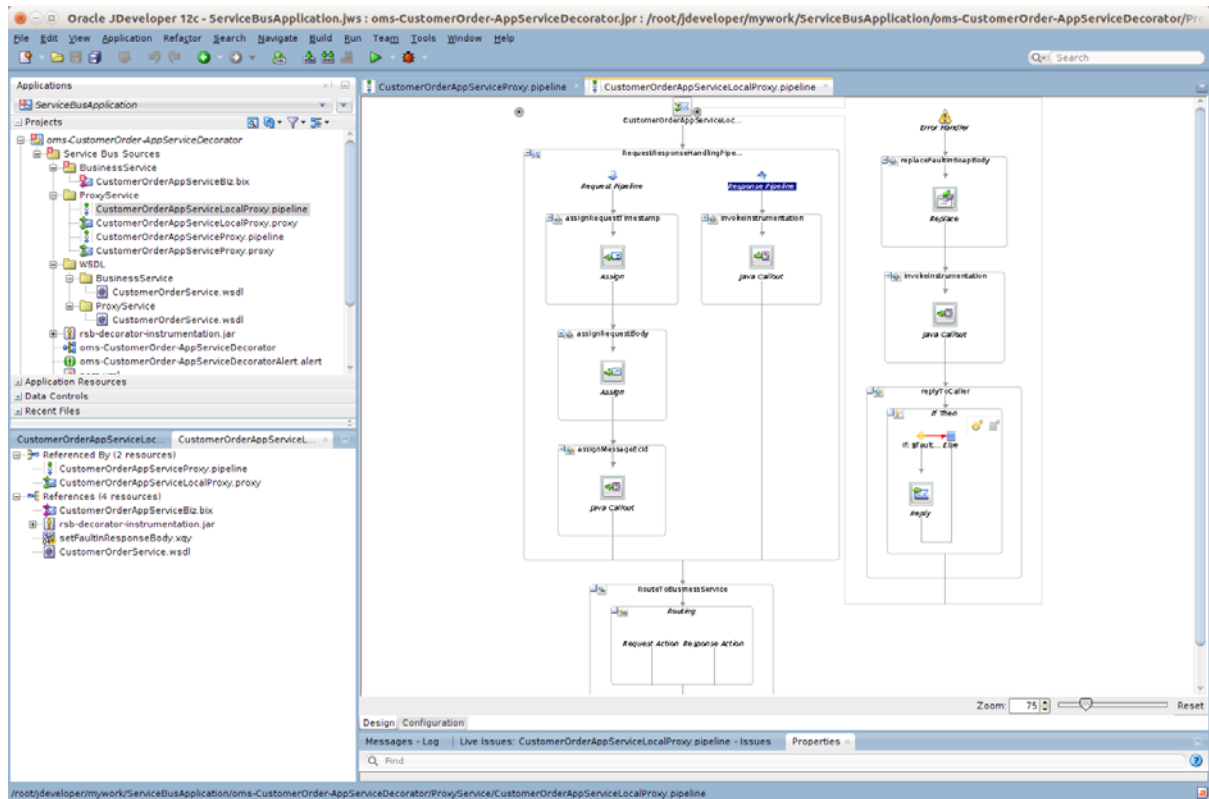 Oracle JDeveloper 12c - ServiceBusApplication.jws : oms-CustomerOrder-AppServiceDecorator.jpr : /root/jdeveloper/mywork/ServiceBusApplication/oms-CustomerOrder-AppServiceDecorator/Pro
File Edit View Application Refactor Search Navigate Build Run Team Tools Window Help
Search
Applications
ServiceBusApplication
Projects
oms-CustomerOrder-AppServiceDecorator
Service Bus Sources
BusinessService
CustomerOrderAppServiceBiz.bix
ProxyService
CustomerOrderAppServiceLocalProxy.pipeline
CustomerOrderAppServiceLocalProxy.proxy
CustomerOrderAppServiceProxy.pipeline
CustomerOrderAppServiceProxy.proxy
WSDL
BusinessService
CustomerOrderService.wsdl
ProxyService
CustomerOrderService.wsdl
rsb-decorator-instrumentation.jar
oms-CustomerOrder-AppServiceDecorator
oms-CustomerOrder-AppServiceDecoratorAlert.alert
Application Resources
Data Controls
Recent Files
CustomerOrderAppServiceLoc... CustomerOrderAppServiceL...
Referenced By (2 resources)
CustomerOrderAppServiceProxy.pipeline
CustomerOrderAppServiceLocalProxy.proxy
References (4 resources)
CustomerOrderAppServiceBiz.bix
rsb-decorator-instrumentation.jar
setFaultInResponseBody.xqy
CustomerOrderService.wsdl
CustomerOrderAppServiceProxy.pipeline CustomerOrderAppServiceLocalProxy.pipeline
CustomerOrderAppServiceLoc...
RequestResponseHandlingPipe...
Request Pipeline
Response Pipeline
assignRequestTimestamp
Assign
invokeInstrumentation
Java Callout
assignRequestBody
Assign
assignMessageEcid
Java Callout
RouteToBusinessService
Routing
Request Action Response Action
Error Handler
replaceFaultInSoapBody
Replace
invokeInstrumentation
Java Callout
replyToCaller
If Then
If: $fault... Else
Reply
Zoom: 75 Reset
Design Configuration
Messages - Log Live Issues: CustomerOrderAppServiceLocalProxy.pipeline - Issues Properties
Find
/root/jdeveloper/mywork/ServiceBusApplication/oms-CustomerOrder-AppServiceDecorator/ProxyService/CustomerOrderAppServiceLocalProxy.pipeline